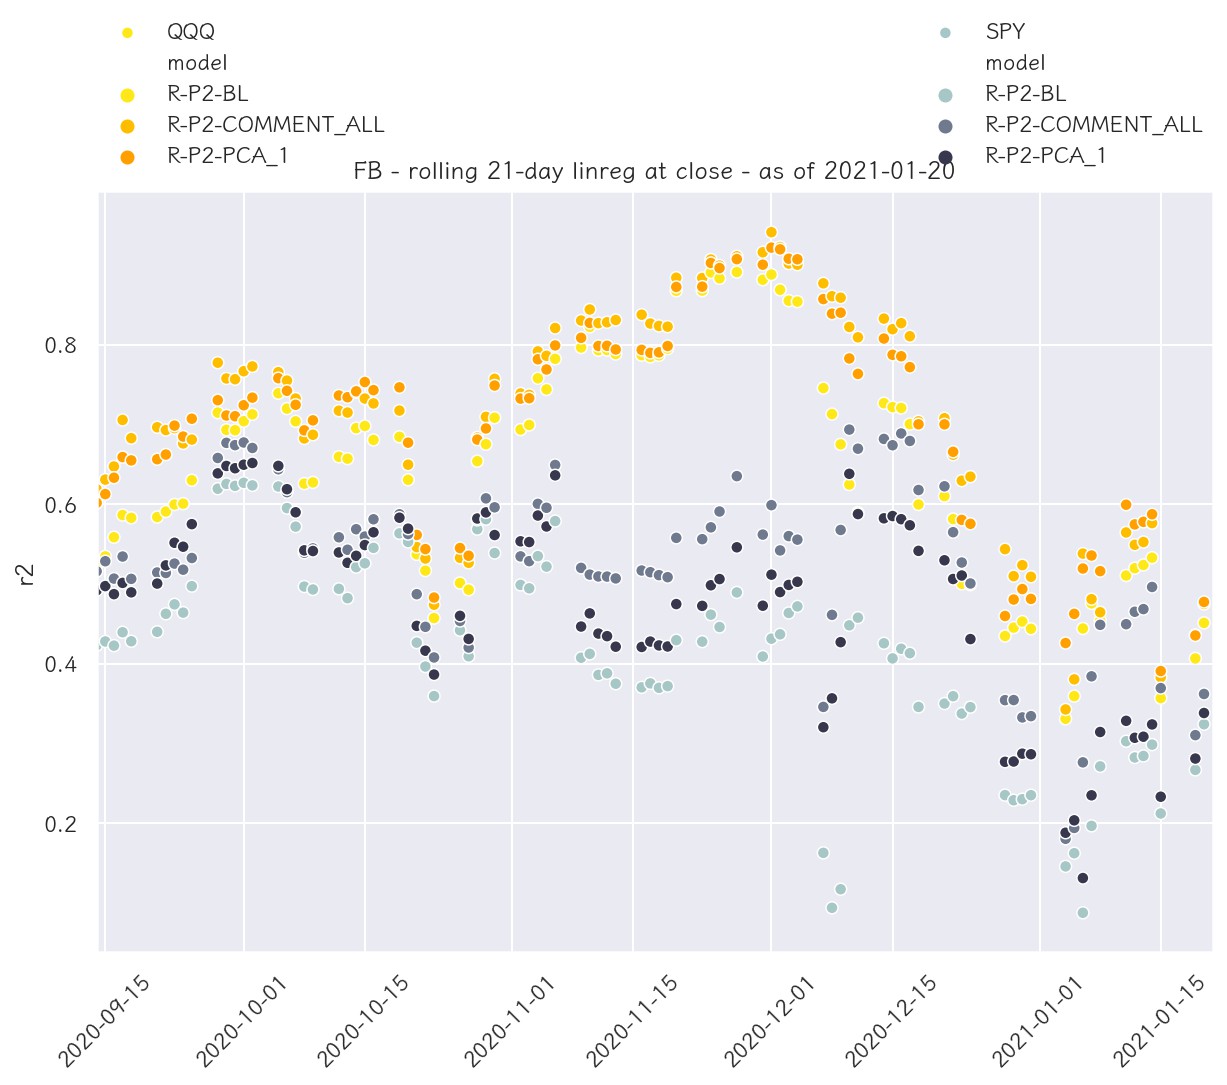 QQQ
model
R-P2-BL
R-P2-COMMENT_ALL
R-P2-PCA_1
SPY
model
R-P2-BL
R-P2-COMMENT_ALL
R-P2-PCA_1
FB - rolling 21-day linreg at close - as of 2021-01-20
r2
0.8
0.6
0.4
0.2
2020-09-15
2020-10-01
2020-10-15
2020-11-01
2020-11-15
2020-12-01
2020-12-15
2021-01-01
2021-01-15